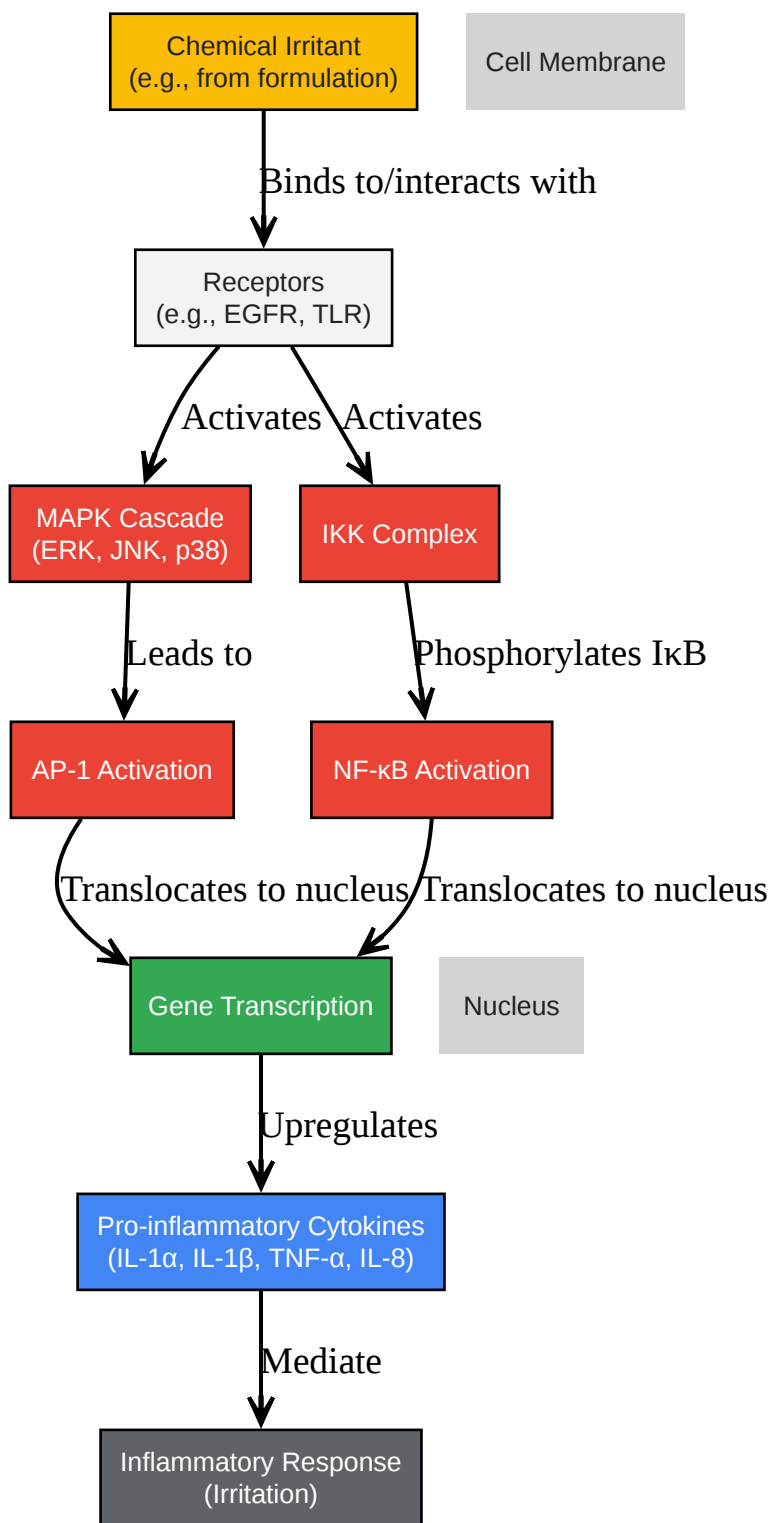 Chemical Irritant
(e.g., from formulation)
Cell Membrane
Binds to/interacts with
Receptors
(e.g., EGFR, TLR)
Activates
Activates
MAPK Cascade
(ERK, JNK, p38)
IKK Complex
Leads to
Phosphorylates IκB
AP-1 Activation
NF-κB Activation
Translocates to nucleus
Translocates to nucleus
Gene Transcription
Nucleus
Upregulates
Pro-inflammatory Cytokines
(IL-1α, IL-1β, TNF-α, IL-8)
Mediate
Inflammatory Response
(Irritation)